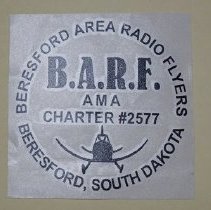 BERESFORD AREA RADIO FLYERS
B.A.R.F.
AMA
CHARTER #2577
BERESFORD, SOUTH DAKOTA